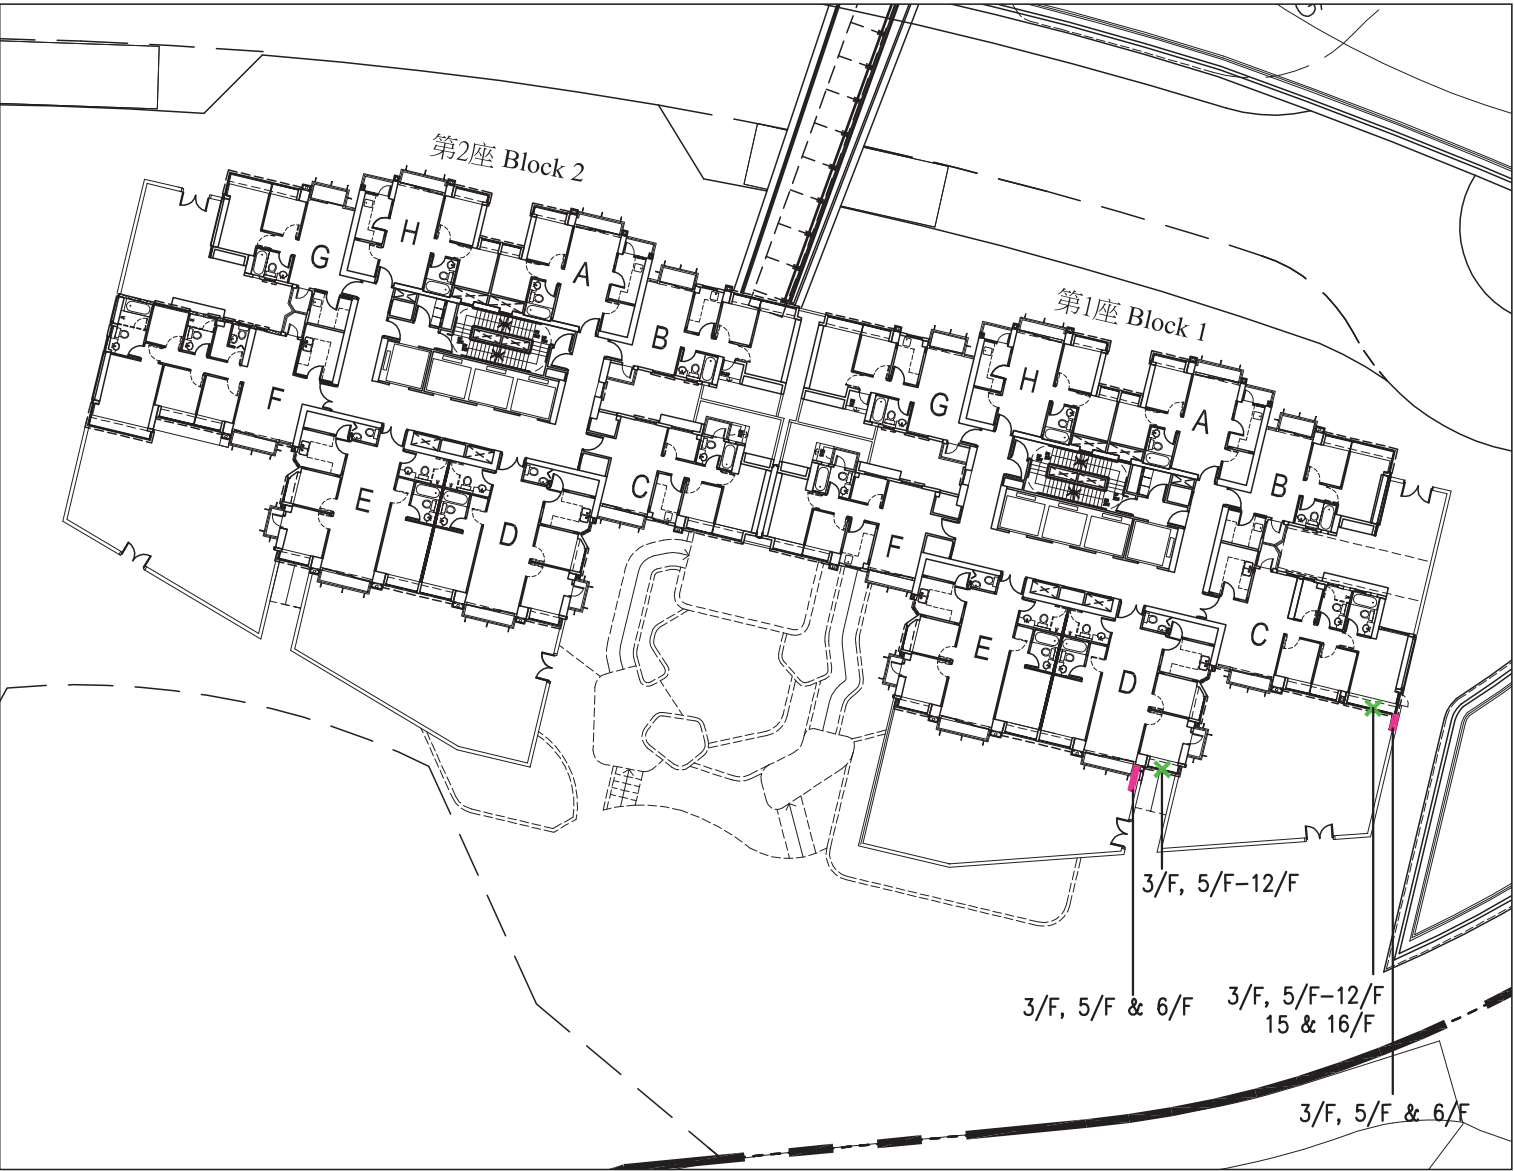 第2座 Block 2
G
H
A
B
F
E
D
C
第1座 Block 1
G
H
A
B
F
E
D
C
3/F, 5/F-12/F
3/F, 5/F & 6/F
3/F, 5/F-12/F
15 & 16/F
3/F, 5/F & 6/F